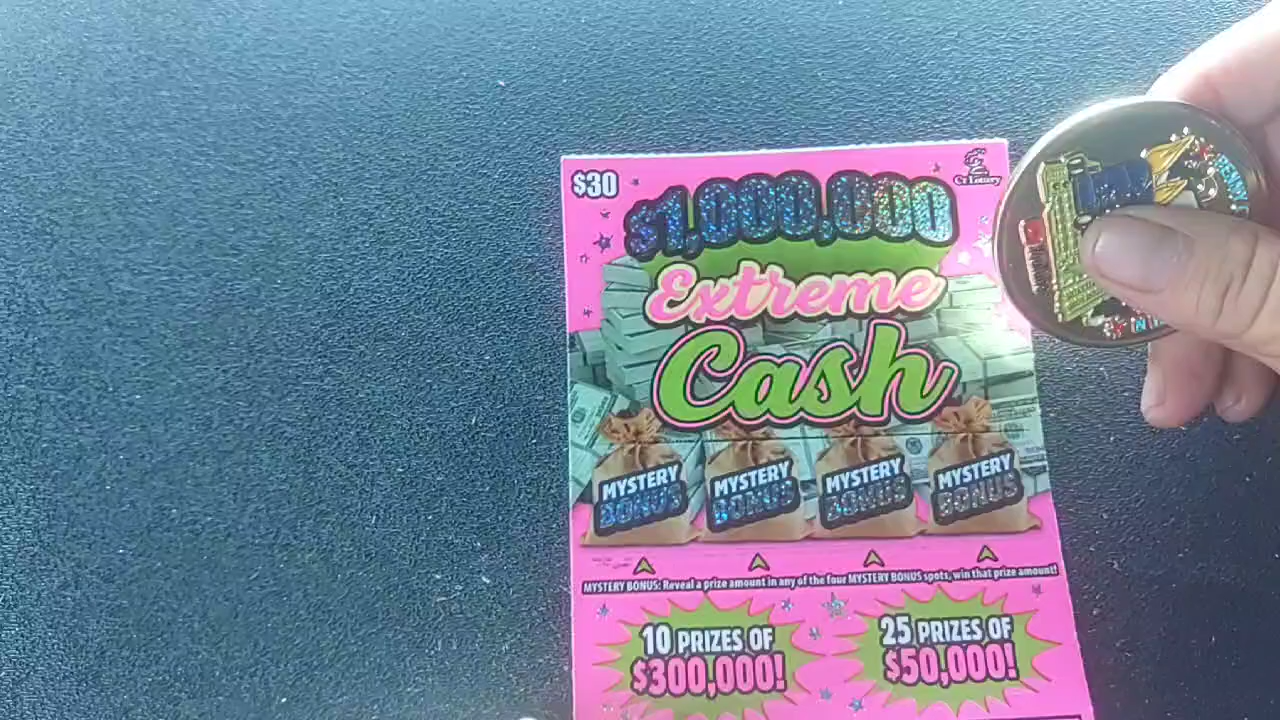 $30
CT Lottery
$1,000,000
Extreme
Cash
MYSTERY BONUS
MYSTERY BONUS
MYSTERY BONUS
MYSTERY BONUS
MYSTERY BONUS: Reveal a prize amount in any of the four MYSTERY BONUS spots, win that prize amount!
10 PRIZES OF
$300,000!
25 PRIZES OF
$50,000!